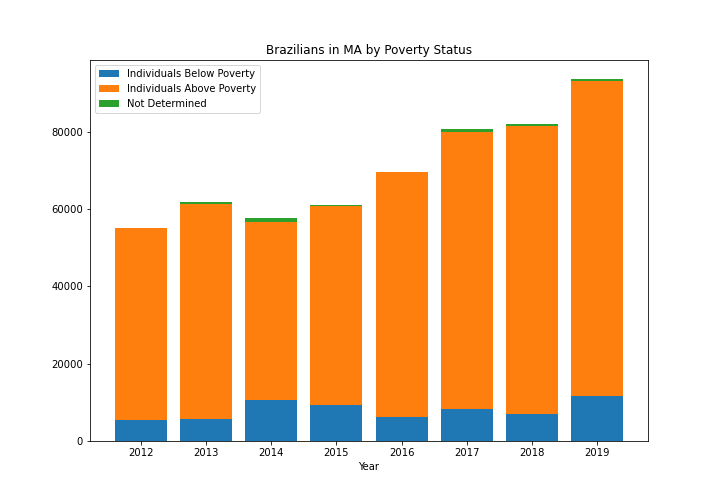 Brazilians in MA by Poverty Status
Individuals Below Poverty
Individuals Above Poverty
Not Determined
80000
60000
40000
20000
0
2012 2013 2014 2015 2016 2017 2018 2019
Year